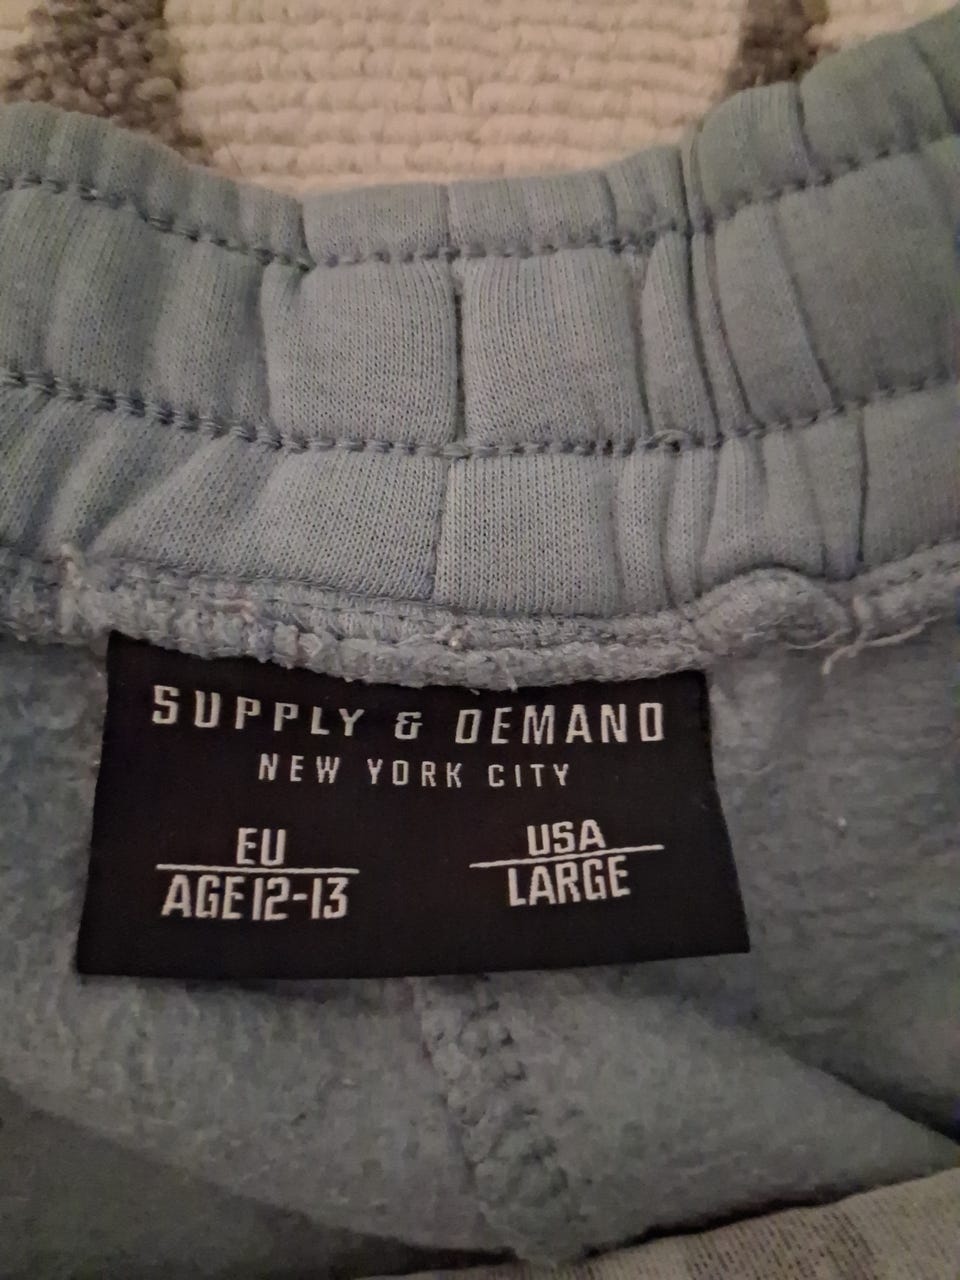 SUPPLY & DEMAND
NEW YORK CITY
EU
AGE 12-13
USA
LARGE